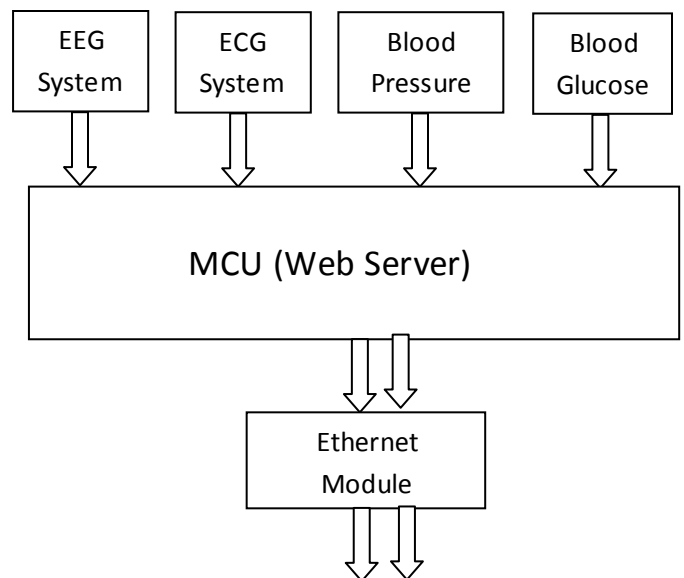 EEG
System
ECG
System
Blood
Pressure
Blood
Glucose
MCU (Web Server)
Ethernet
Module